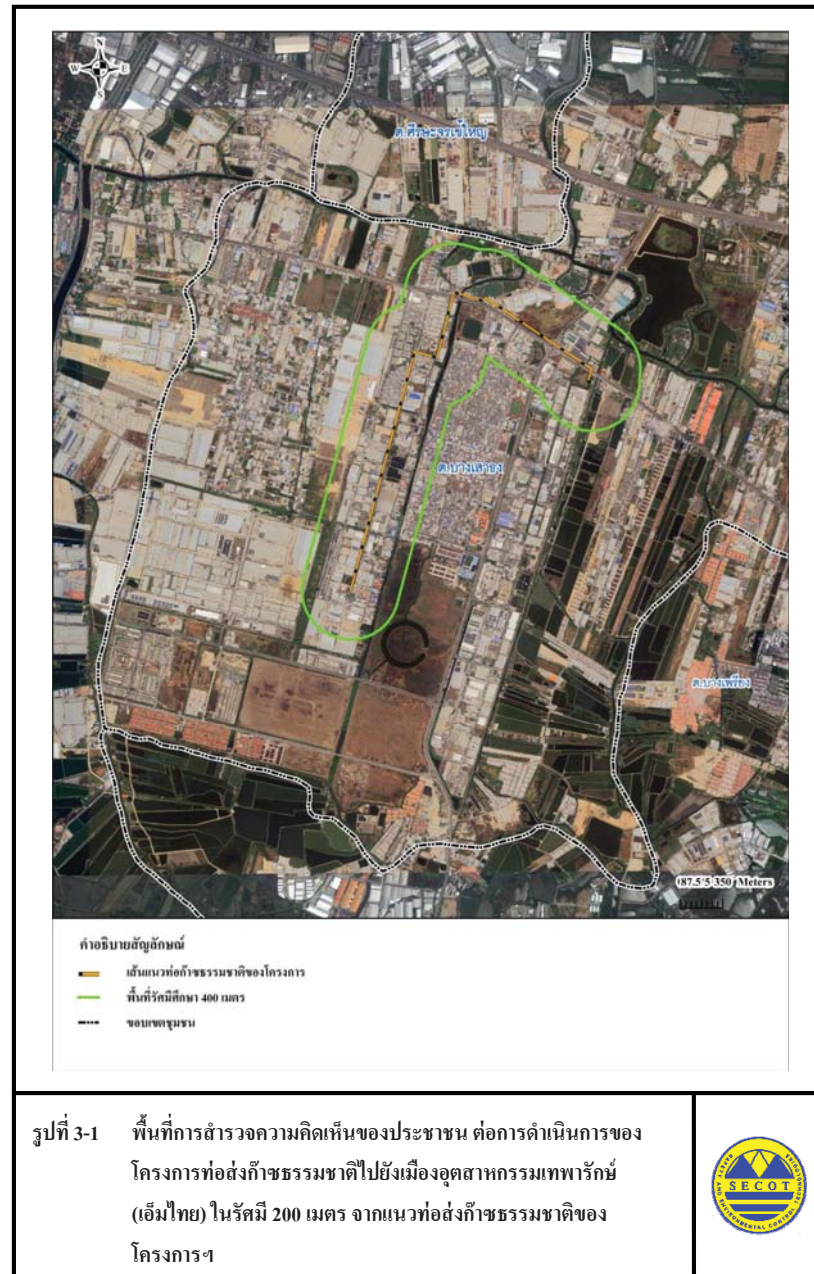 N
W E
S
ต.ศีรษะจรเข้ใหญ่
ต.บางเสาธง
ต.บางเพรียง
087.5'5 350 Meters
คำอธิบายสัญลักษณ์
เส้นแนวท่อก๊าซธรรมชาติของโครงการ
พื้นที่รัศมีศึกษา 400 เมตร
ขอบเขตชุมชน
รูปที่ 3-1 พื้นที่การสำรวจความคิดเห็นของประชาชน ต่อการดำเนินการของ
โครงการท่อส่งก๊าซธรรมชาติไปยังเมืองอุตสาหกรรมเทพารักษ์
(เอ็มไทย) ในรัศมี 200 เมตร จากแนวท่อส่งก๊าซธรรมชาติของ
โครงการฯ
SECOT